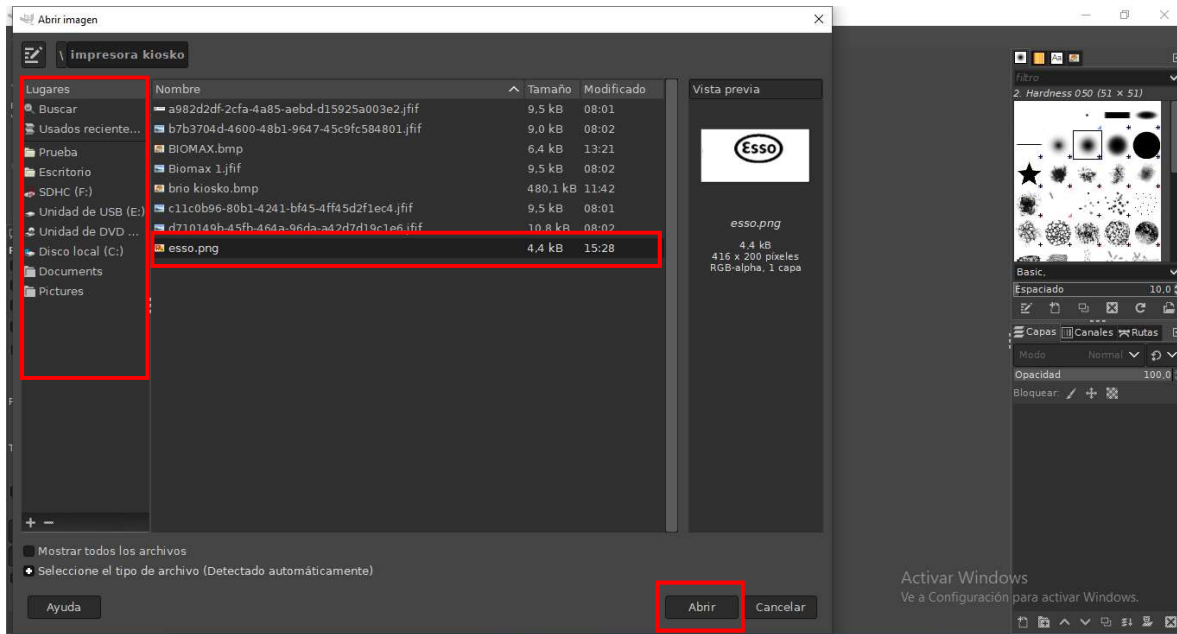 Abrir imagen
\ impresora kiosko
Lugares
Buscar
Usados reciente...
Prueba
Escritorio
SDHC (F:)
Unidad de USB (E:)
Unidad de DVD ...
Disco local (C:)
Documents
Pictures
Nombre Tamaño Modificado
a982d2df-2cfa-4a85-aebd-d15925a003e2.jfif 9,5 kB 08:01
b7b3704d-4600-48b1-9647-45c9fc584801.jfif 9,0 kB 08:02
BIOMAX.bmp 6,4 kB 13:21
Biomax 1.jfif 9,5 kB 08:02
brio kiosko.bmp 480,1 kB 11:42
c11c0b96-80b1-4241-bf45-4ff45d2f1ec4.jfif 9,5 kB 08:01
d710149b-45fb-464a-96da-a42d7d19c1e6.jfif 10,8 kB 08:02
esso.png 4,4 kB 15:28
Vista previa
Esso
esso.png
4,4 kB
416 x 200 píxeles
RGB-alpha, 1 capa
Mostrar todos los archivos
Seleccione el tipo de archivo (Detectado automáticamente)
Ayuda
Abrir
Cancelar
Aa
filtro
2. Hardness 050 (51 × 51)
Basic,
Espaciado 10,0
Capas Canales Rutas
Modo Normal
Opacidad 100,0
Bloquear:
Activar Windows
Ve a Configuración para activar Windows.